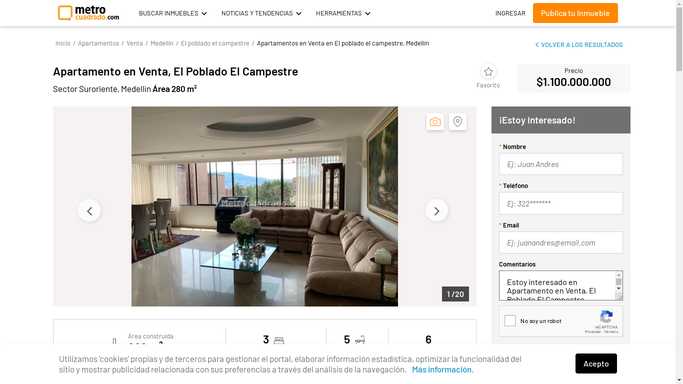 metro
cuadrado.com
BUSCAR INMUEBLES
NOTICIAS Y TENDENCIAS
HERRAMIENTAS
INGRESAR
Publica tu Inmueble
Inicio / Apartamentos / Venta / Medellín / El poblado el campestre / Apartamentos en Venta en El poblado el campestre, Medellín
VOLVER A LOS RESULTADOS
Apartamento en Venta, El Poblado El Campestre
Sector Suroriente, Medellín Área 280 m²
Favorito
Precio
$1.100.000.000
1 / 20
¡Estoy Interesado!
* Nombre
Ej: Juan Andres
* Teléfono
Ej: 322*******
* Email
Ej: juanandres@email.com
Comentarios
Estoy interesado en
Apartamento en Venta, El
Poblado El Campestre
No soy un robot
reCAPTCHA
Privacidad - Términos
Área construida
3
5
6
Utilizamos 'cookies' propias y de terceros para gestionar el portal, elaborar información estadística, optimizar la funcionalidad del
sitio y mostrar publicidad relacionada con sus preferencias a través del análisis de la navegación. Más información.
Acepto